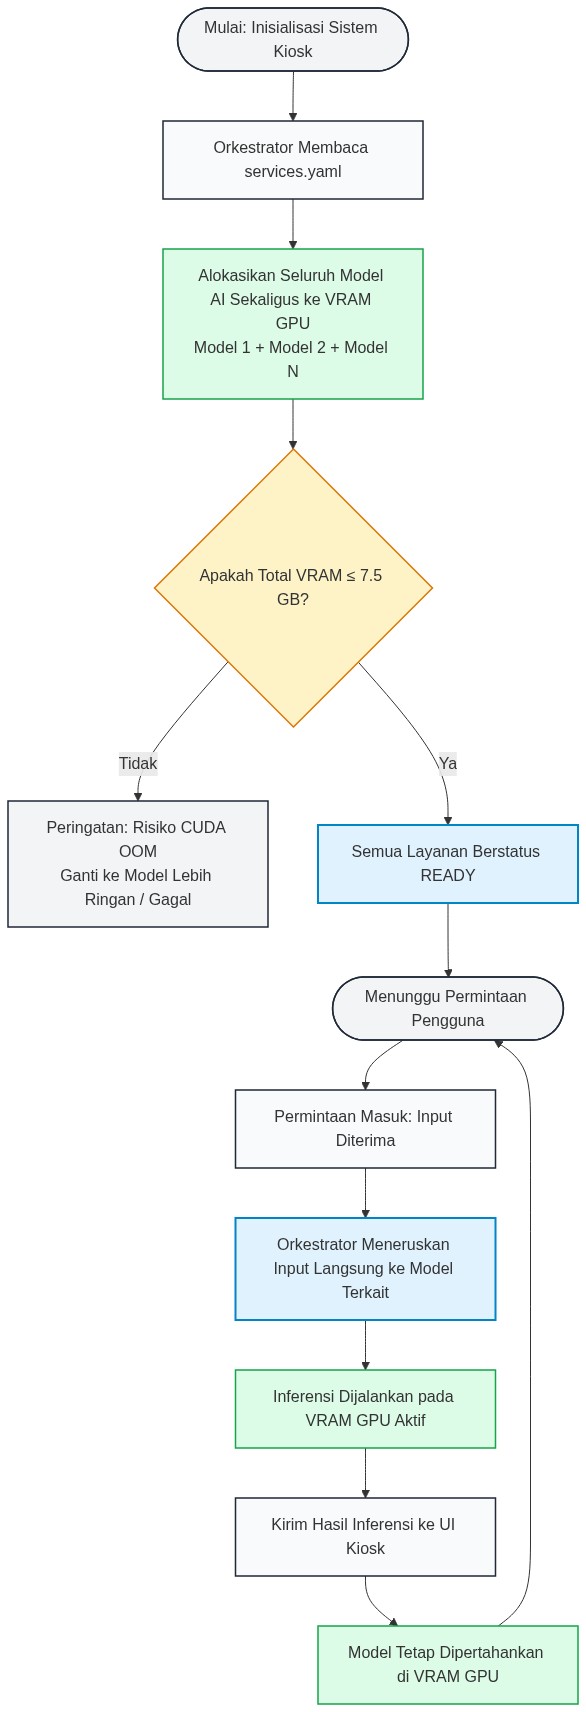 Mulai: Inisialisasi Sistem
Kiosk
Orkestrator Membaca
services.yaml
Alokasikan Seluruh Model
AI Sekaligus ke VRAM
GPU
Model 1 + Model 2 + Model
N
Apakah Total VRAM ≤ 7.5
GB?
Tidak
Ya
Peringatan: Risiko CUDA
OOM
Ganti ke Model Lebih
Ringan / Gagal
Semua Layanan Berstatus
READY
Menunggu Permintaan
Pengguna
Permintaan Masuk: Input
Diterima
Orkestrator Meneruskan
Input Langsung ke Model
Terkait
Inferensi Dijalankan pada
VRAM GPU Aktif
Kirim Hasil Inferensi ke UI
Kiosk
Model Tetap Dipertahankan
di VRAM GPU